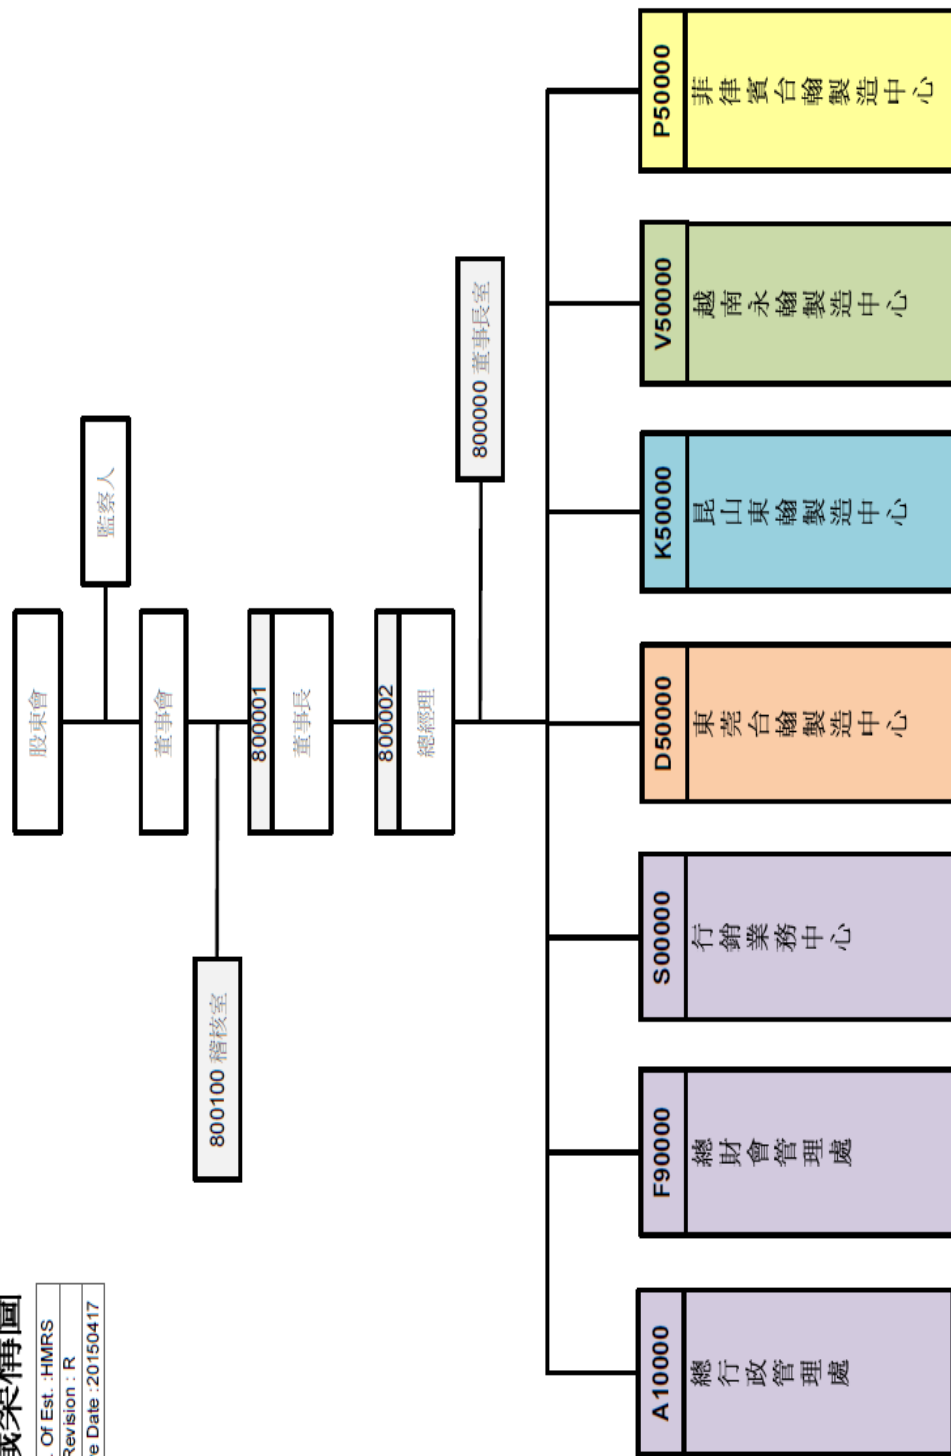 織架構圖
. Of Est. :HMRS
Revision : R
e Date :20150417
股東會
監察人
董事會
800100 稽核室
800001
董事長
800002
總經理
800000 董事長室
A10000
總行政管理處
F90000
總財會管理處
S00000
行銷業務中心
D50000
東莞台翰製造中心
K50000
昆山東翰製造中心
V50000
越南永翰製造中心
P50000
菲律賓台翰製造中心